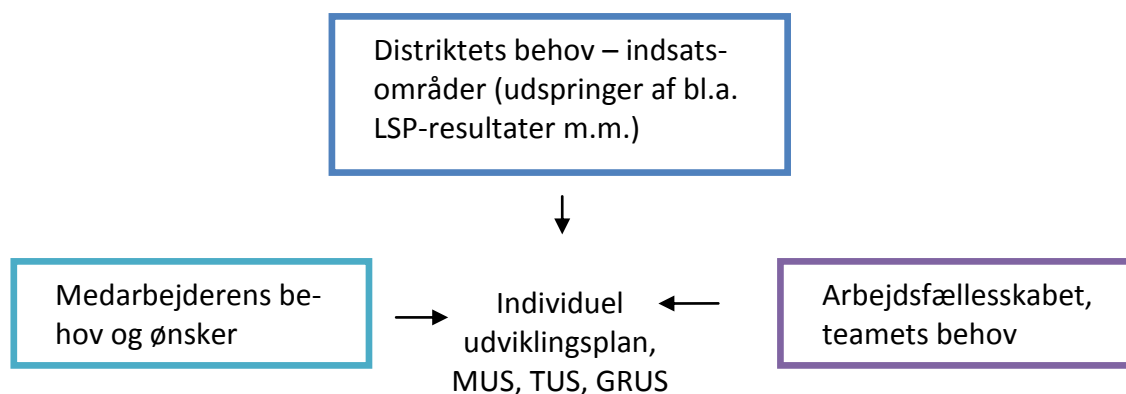 Distriktets behov – indsats-
områder (udspringer af bl.a.
LSP-resultater m.m.)
Medarbejderens be-
hov og ønsker
Individuel
udviklingsplan,
MUS, TUS, GRUS
Arbejdsfællesskabet,
teamets behov